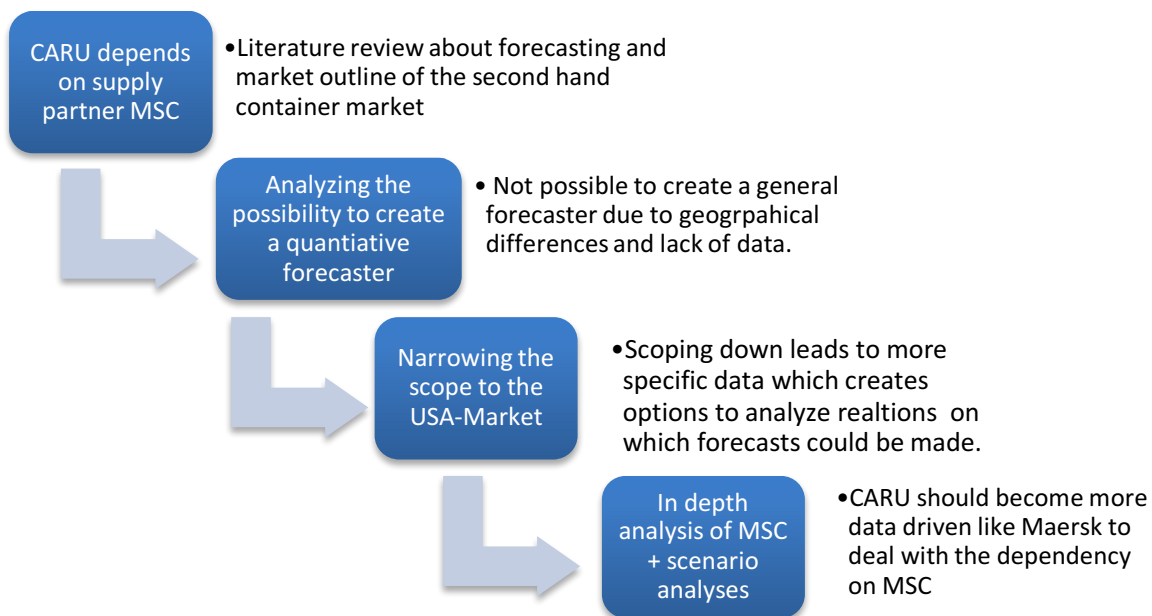 CARU depends
on supply
partner MSC
•Literature review about forecasting and
market outline of the second hand
container market
Analyzing the
possibility to create
a quantiative
forecaster
• Not possible to create a general
forecaster due to geogrpahical
differences and lack of data.
Narrowing the
scope to the
USA-Market
•Scoping down leads to more
specific data which creates
options to analyze realtions on
which forecasts could be made.
In depth
analysis of MSC
+ scenario
analyses
•CARU should become more
data driven like Maersk to
deal with the dependency
on MSC